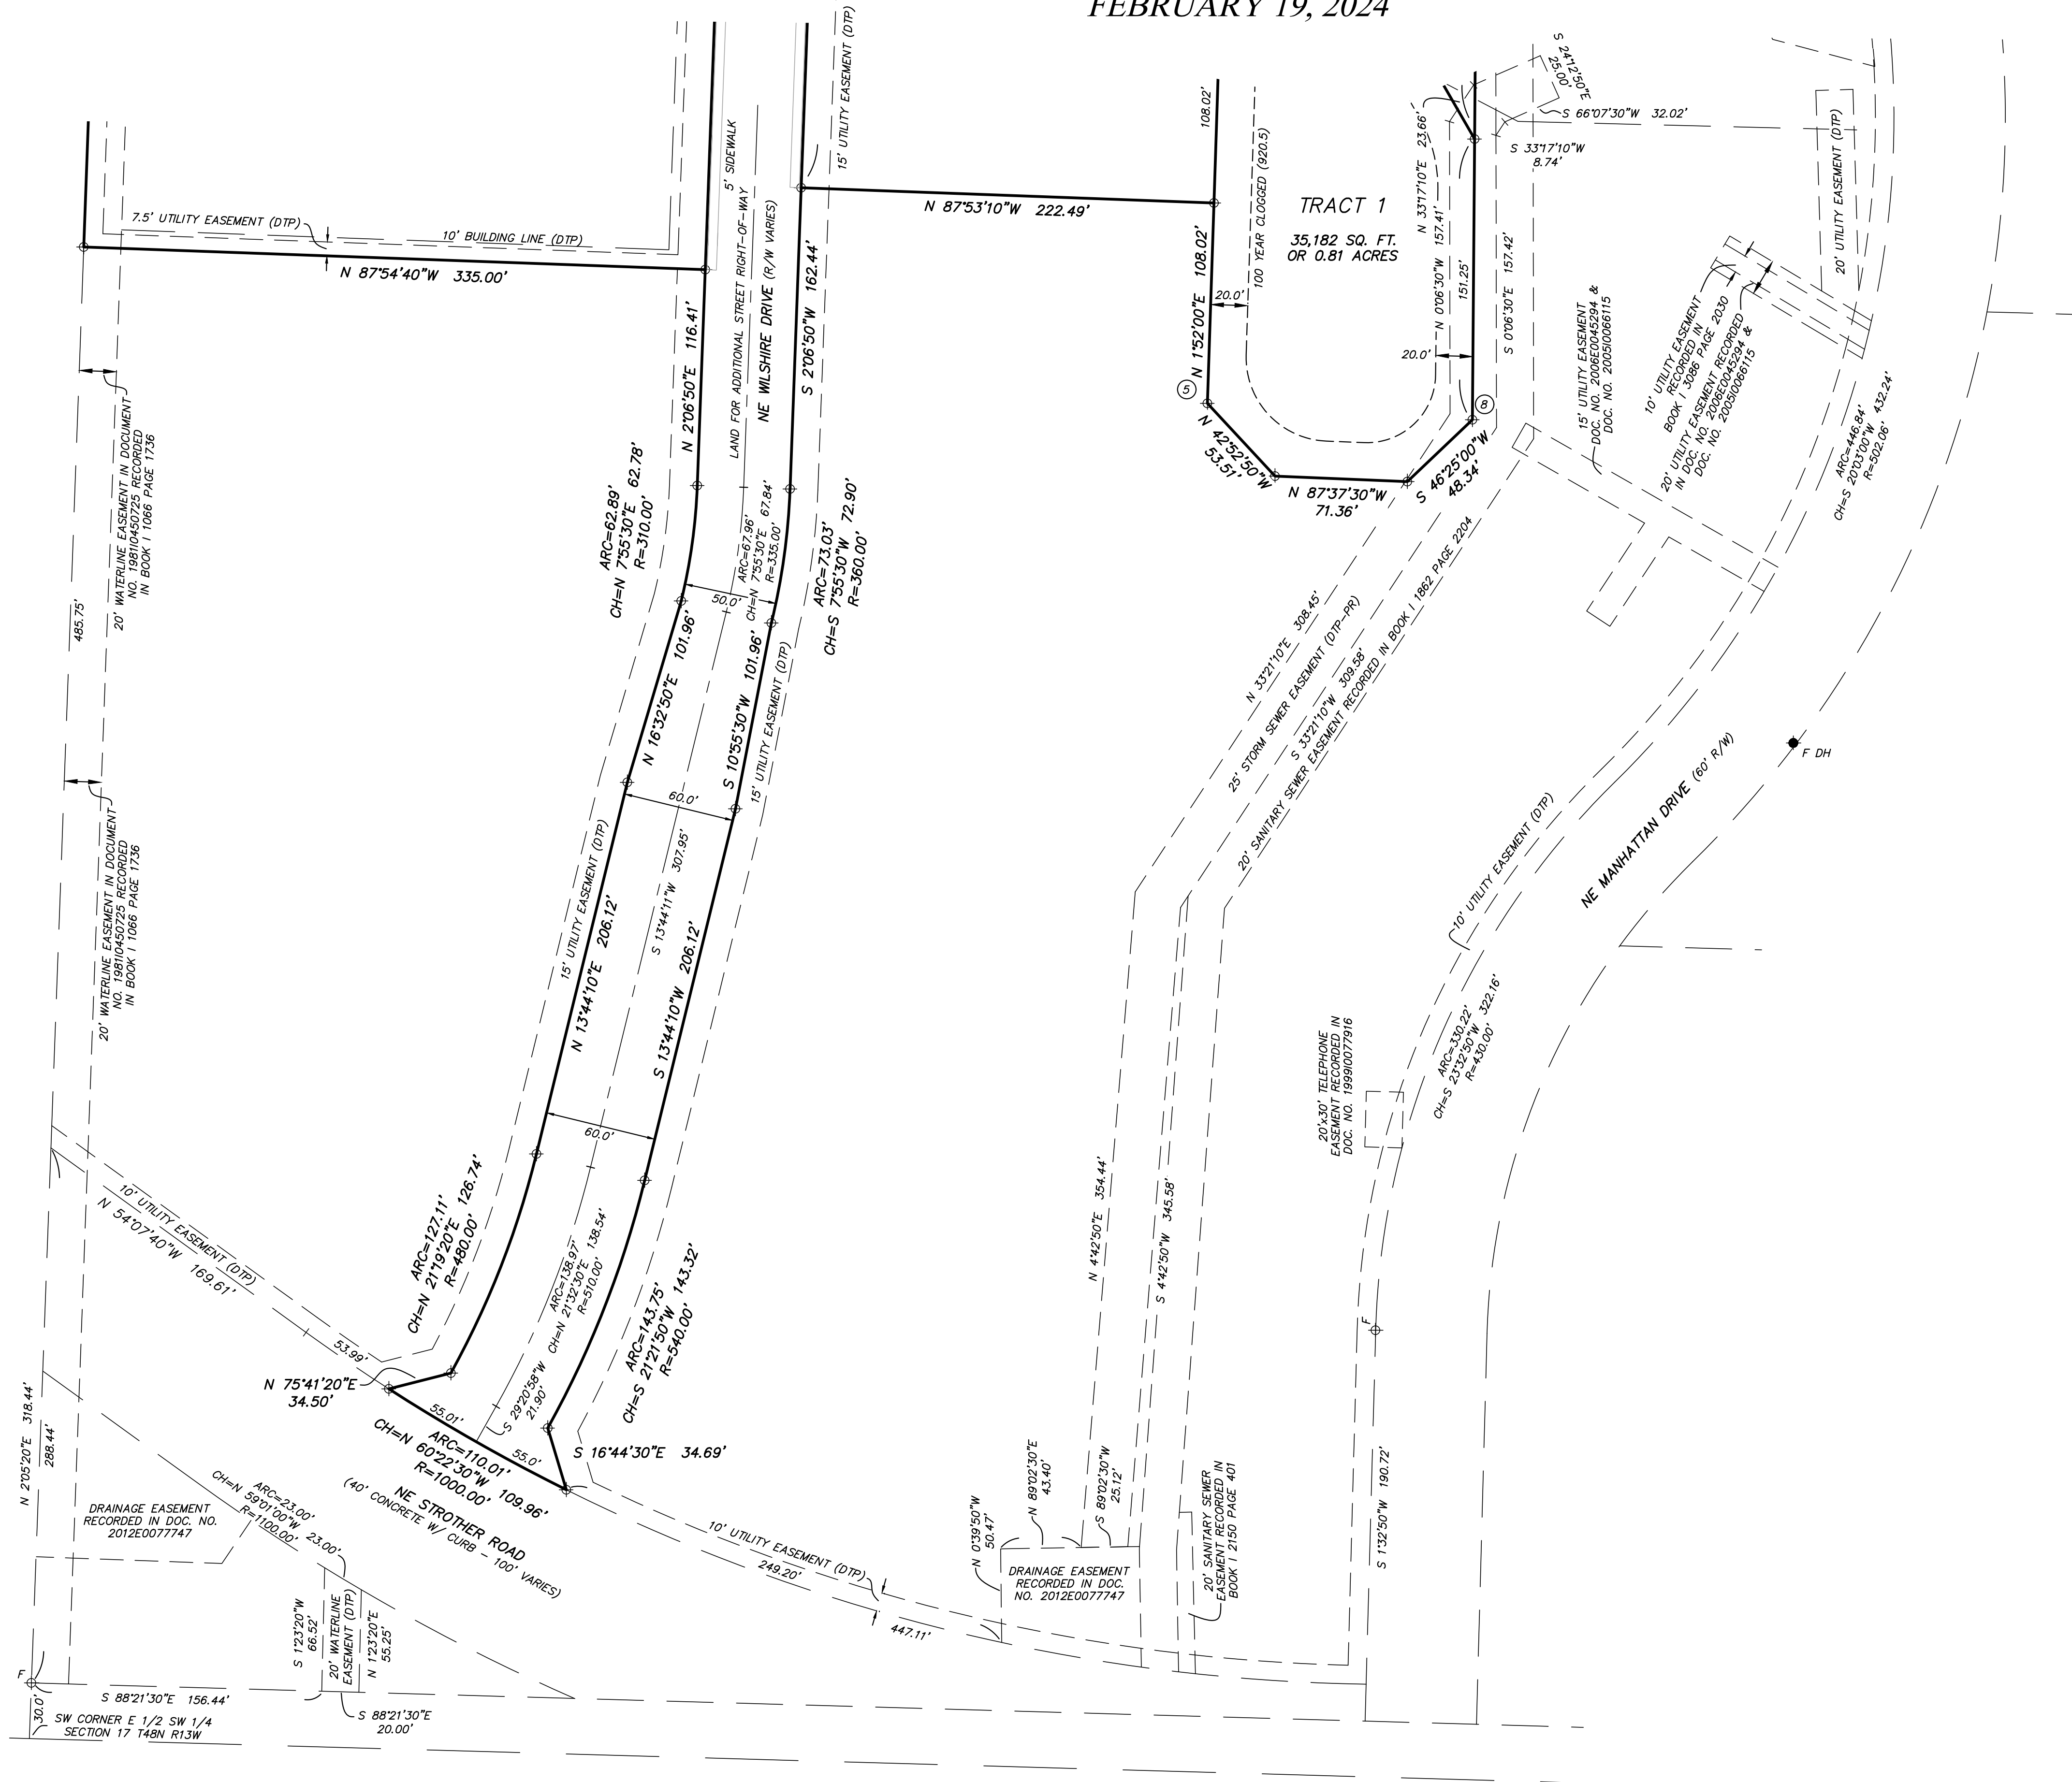 FEBRUARY 19, 2024
15' UTILITY EASEMENT (DTP)
5' SIDEWALK
LAND FOR ADDITIONAL STREET RIGHT-OF-WAY
NE WILSHIRE DRIVE (R/W VARIES)
S 2°06'50"W 162.44'
7.5' UTILITY EASEMENT (DTP)
10' BUILDING LINE (DTP)
N 87°54'40"W 335.00'
N 2°06'50"E 116.41'
N 87°53'10"W 222.49'
108.02'
N 1°52'00"E 108.02'
20.0'
100 YEAR CLOGGED (920.5)
TRACT 1
35,182 SQ. FT.
OR 0.81 ACRES
N 33°17'10"E 23.66'
N 0°06'30"W 157.41'
151.25'
S 0°06'30"E 157.42'
20.0'
S 24°12'50"E
25.00'
S 66°07'30"W 32.02'
S 33°17'10"W
8.74'
20' UTILITY EASEMENT (DTP)
20' UTILITY EASEMENT (DTP)
5
8
N 42°52'50"W
53.51'
N 87°37'30"W
71.36'
S 46°25'00"W
48.34'
15' UTILITY EASEMENT
DOC. NO. 2006E0045294 &
DOC. NO. 2005I0066115
10' UTILITY EASEMENT
RECORDED IN
BOOK I 3086 PAGE 2030
20' UTILITY EASEMENT RECORDED
IN DOC. NO. 2006E0045294 &
DOC. NO. 2005I0066115
ARC=446.84'
CH=S 20°03'00"W 432.24'
R=502.06'
20' WATERLINE EASEMENT IN DOCUMENT
NO. 1981I0450725 RECORDED
IN BOOK I 1066 PAGE 1736
485.75'
20' WATERLINE EASEMENT IN DOCUMENT
NO. 1981I0450725 RECORDED
IN BOOK I 1066 PAGE 1736
ARC=62.89'
CH=N 7°55'30"E 62.78'
R=310.00'
ARC=67.96'
CH=N 7°55'30"E 67.84'
R=335.00'
50.0'
ARC=73.03'
CH=S 7°55'30"W 72.90'
R=360.00'
N 16°32'50"E 101.96'
S 10°55'30"W 101.96'
15' UTILITY EASEMENT (DTP)
60.0'
15' UTILITY EASEMENT (DTP)
S 13°44'11"W 307.95'
N 13°44'10"E 206.12'
S 13°44'10"W 206.12'
60.0'
N 33°21'10"E 308.45'
25' STORM SEWER EASEMENT (DTP-PR)
S 33°21'10"W 309.58'
20' SANITARY SEWER EASEMENT RECORDED IN BOOK I 1862 PAGE 2204
F DH
NE MANHATTAN DRIVE (60' R/W)
10' UTILITY EASEMENT (DTP)
ARC=330.22'
CH=S 23°32'50"W 322.16'
R=430.00'
20'x30' TELEPHONE
EASEMENT RECORDED IN
DOC. NO. 1999I0077916
10' UTILITY EASEMENT (DTP)
N 54°07'40"W 169.61'
53.99'
ARC=127.11'
CH=N 21°19'20"E 126.74'
R=480.00'
ARC=138.97'
CH=N 21°32'30"E 138.54'
R=510.00'
ARC=143.75'
CH=S 21°21'50"W 143.32'
R=540.00'
N 4°42'50"E 354.44'
S 4°42'50"W 345.58'
F
N 75°41'20"E
34.50'
55.01'
S 29°20'58"W
21.90'
55.0'
S 16°44'30"E 34.69'
ARC=110.01'
CH=N 60°22'30"W 109.96'
R=1000.00'
NE STROTHER ROAD
(40' CONCRETE W/ CURB - 100' VARIES)
N 2°05'20"E 318.44'
288.44'
ARC=23.00'
CH=N 59°01'00"W 23.00'
R=1100.00'
DRAINAGE EASEMENT
RECORDED IN DOC. NO.
2012E0077747
10' UTILITY EASEMENT (DTP)
249.20'
447.11'
N 0°39'50"W
50.47'
N 89°02'30"E
43.40'
S 89°02'30"W
25.12'
20' SANITARY SEWER
EASEMENT RECORDED IN
BOOK I 2150 PAGE 401
S 1°32'50"W 190.72'
DRAINAGE EASEMENT
RECORDED IN DOC.
NO. 2012E0077747
S 1°23'20"W
66.52'
20' WATERLINE
EASEMENT (DTP)
N 1°23'20"E
55.25'
F
30.0'
S 88°21'30"E 156.44'
SW CORNER E 1/2 SW 1/4
SECTION 17 T48N R13W
S 88°21'30"E
20.00'